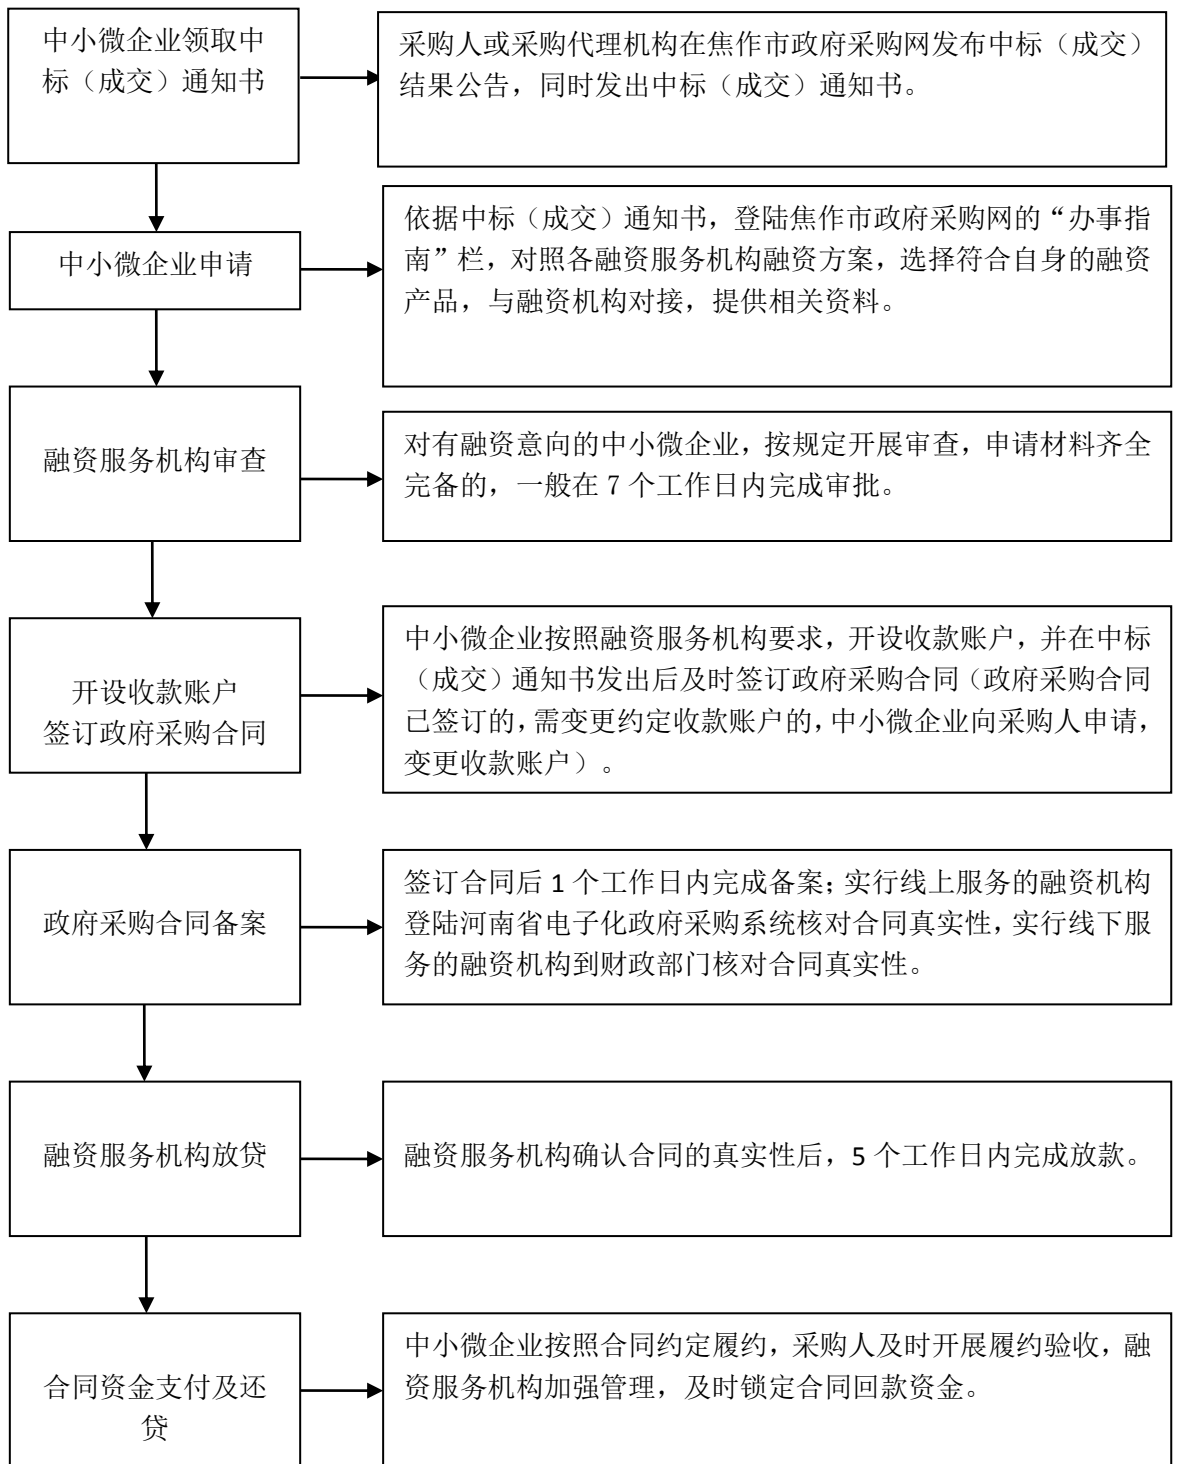 中小微企业领取中
标（成交）通知书
采购人或采购代理机构在焦作市政府采购网发布中标（成交）
结果公告，同时发出中标（成交）通知书。
中小微企业申请
依据中标（成交）通知书，登陆焦作市政府采购网的“办事指
南”栏，对照各融资服务机构融资方案，选择符合自身的融资
产品，与融资机构对接，提供相关资料。
融资服务机构审查
对有融资意向的中小微企业，按规定开展审查，申请材料齐全
完备的，一般在 7 个工作日内完成审批。
开设收款账户
签订政府采购合同
中小微企业按照融资服务机构要求，开设收款账户，并在中标
（成交）通知书发出后及时签订政府采购合同（政府采购合同
已签订的，需变更约定收款账户的，中小微企业向采购人申请，
变更收款账户）。
政府采购合同备案
签订合同后 1 个工作日内完成备案；实行线上服务的融资机构
登陆河南省电子化政府采购系统核对合同真实性，实行线下服
务的融资机构到财政部门核对合同真实性。
融资服务机构放贷
融资服务机构确认合同的真实性后，5 个工作日内完成放款。
合同资金支付及还
贷
中小微企业按照合同约定履约，采购人及时开展履约验收，融
资服务机构加强管理，及时锁定合同回款资金。